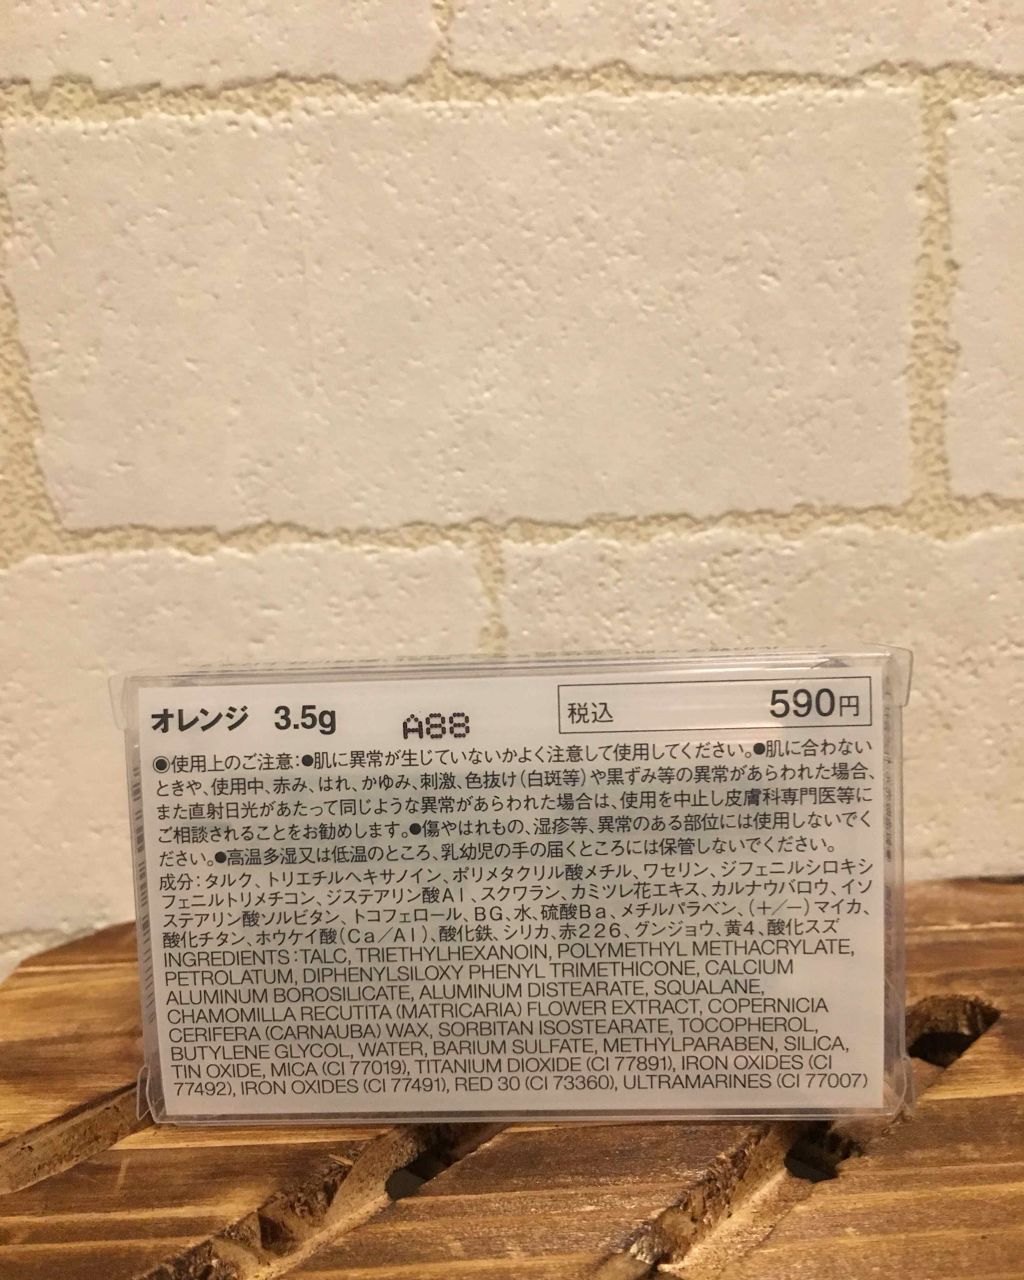 オレンジ 3.5g A88 税込 590円
◉使用上のご注意:●肌に異常が生じていないかよく注意して使用してください。●肌に合わない
ときや、使用中、赤み、はれ、かゆみ、刺激、色抜け(白斑等)や黒ずみ等の異常があらわれた場合、
また直射日光があたって同じような異常があらわれた場合は、使用を中止し皮膚科専門医等に
ご相談されることをお勧めします。●傷やはれもの、湿疹等、異常のある部位には使用しないでく
ださい。●高温多湿又は低温のところ、乳幼児の手の届くところには保管しないでください。
成分:タルク、トリエチルヘキサノイン、ポリメタクリル酸メチル、ワセリン、ジフェニルシロキシ
フェニルトリメチコン、ジステアリン酸Al、スクワラン、カミツレ花エキス、カルナウバロウ、イソ
ステアリン酸ソルビタン、トコフェロール、BG、水、硫酸Ba、メチルパラベン、(+/−)マイカ、
酸化チタン、ホウケイ酸(Ca/Al)、酸化鉄、シリカ、赤226、グンジョウ、黄4、酸化スズ
INGREDIENTS:TALC, TRIETHYLHEXANOIN, POLYMETHYL METHACRYLATE,
PETROLATUM, DIPHENYLSILOXY PHENYL TRIMETHICONE, CALCIUM
ALUMINUM BOROSILICATE, ALUMINUM DISTEARATE, SQUALANE,
CHAMOMILLA RECUTITA (MATRICARIA) FLOWER EXTRACT, COPERNICIA
CERIFERA (CARNAUBA) WAX, SORBITAN ISOSTEARATE, TOCOPHEROL,
BUTYLENE GLYCOL, WATER, BARIUM SULFATE, METHYLPARABEN, SILICA,
TIN OXIDE, MICA (CI 77019), TITANIUM DIOXIDE (CI 77891), IRON OXIDES (CI
77492), IRON OXIDES (CI 77491), RED 30 (CI 73360), ULTRAMARINES (CI 77007)